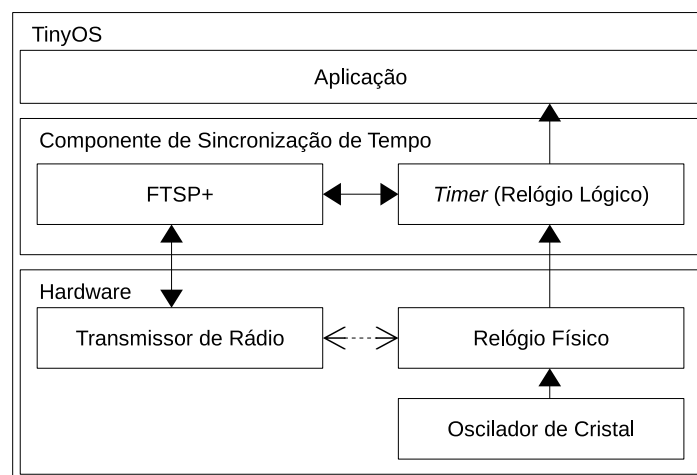 TinyOS
Aplicação
Componente de Sincronização de Tempo
FTSP+
Timer (Relógio Lógico)
Hardware
Transmissor de Rádio
Relógio Físico
Oscilador de Cristal